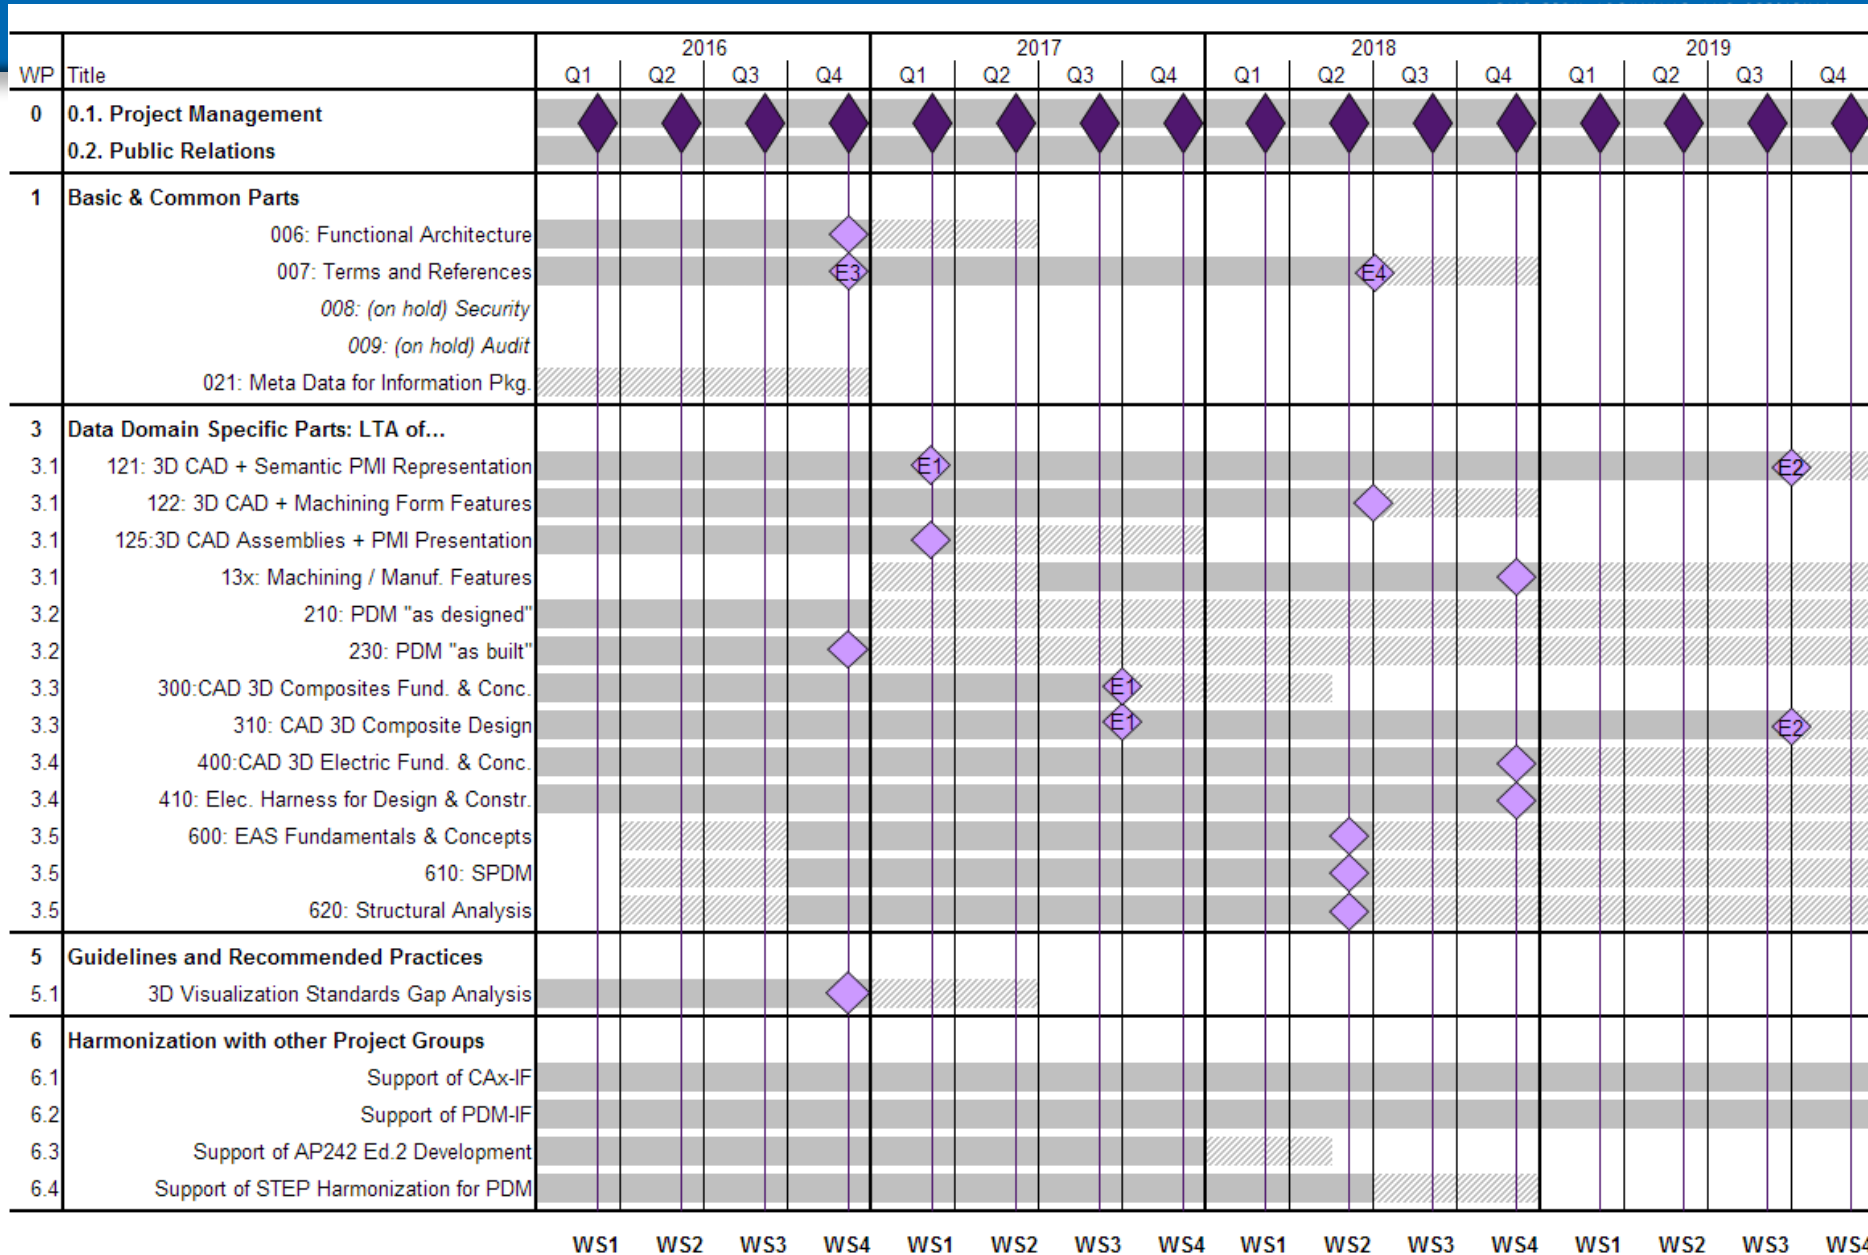 2016 2017 2018 2019
WP Title Q1 Q2 Q3 Q4 Q1 Q2 Q3 Q4 Q1 Q2 Q3 Q4 Q1 Q2 Q3 Q4
0 0.1. Project Management
0.2. Public Relations
1 Basic & Common Parts
006: Functional Architecture
007: Terms and References E3 E4
008: (on hold) Security
009: (on hold) Audit
021: Meta Data for Information Pkg.
3 Data Domain Specific Parts: LTA of...
3.1 121: 3D CAD + Semantic PMI Representation E1 E2
3.1 122: 3D CAD + Machining Form Features
3.1 125:3D CAD Assemblies + PMI Presentation
3.1 13x: Machining / Manuf. Features
3.2 210: PDM "as designed"
3.2 230: PDM "as built"
3.3 300:CAD 3D Composites Fund. & Conc. E1
3.3 310: CAD 3D Composite Design E1 E2
3.4 400:CAD 3D Electric Fund. & Conc.
3.4 410: Elec. Harness for Design & Constr.
3.5 600: EAS Fundamentals & Concepts
3.5 610: SPDM
3.5 620: Structural Analysis
5 Guidelines and Recommended Practices
5.1 3D Visualization Standards Gap Analysis
6 Harmonization with other Project Groups
6.1 Support of CAx-IF
6.2 Support of PDM-IF
6.3 Support of AP242 Ed.2 Development
6.4 Support of STEP Harmonization for PDM
WS1 WS2 WS3 WS4 WS1 WS2 WS3 WS4 WS1 WS2 WS3 WS4 WS1 WS2 WS3 WS4